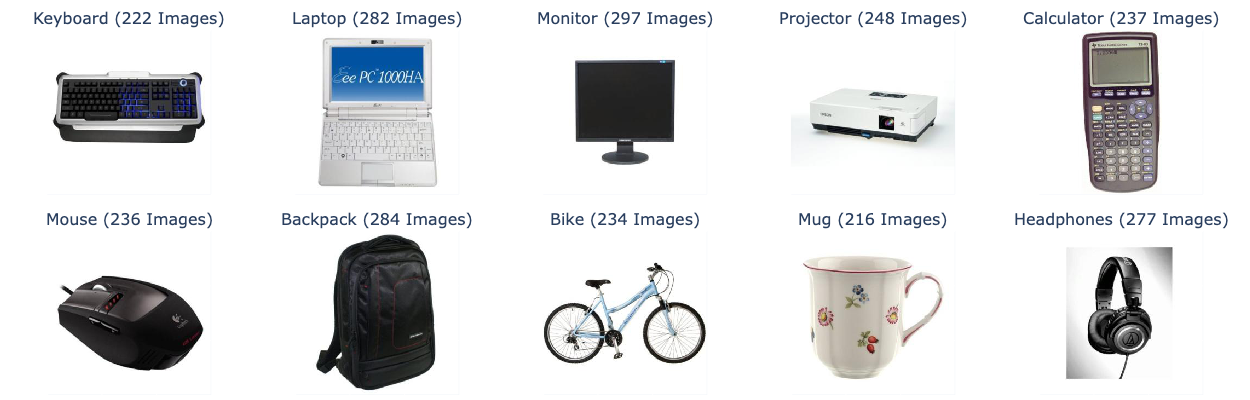 Keyboard (222 Images)
Laptop (282 Images)
Monitor (297 Images)
Projector (248 Images)
Calculator (237 Images)
Eee PC 1000HA
Mouse (236 Images)
Backpack (284 Images)
Bike (234 Images)
Mug (216 Images)
Headphones (277 Images)